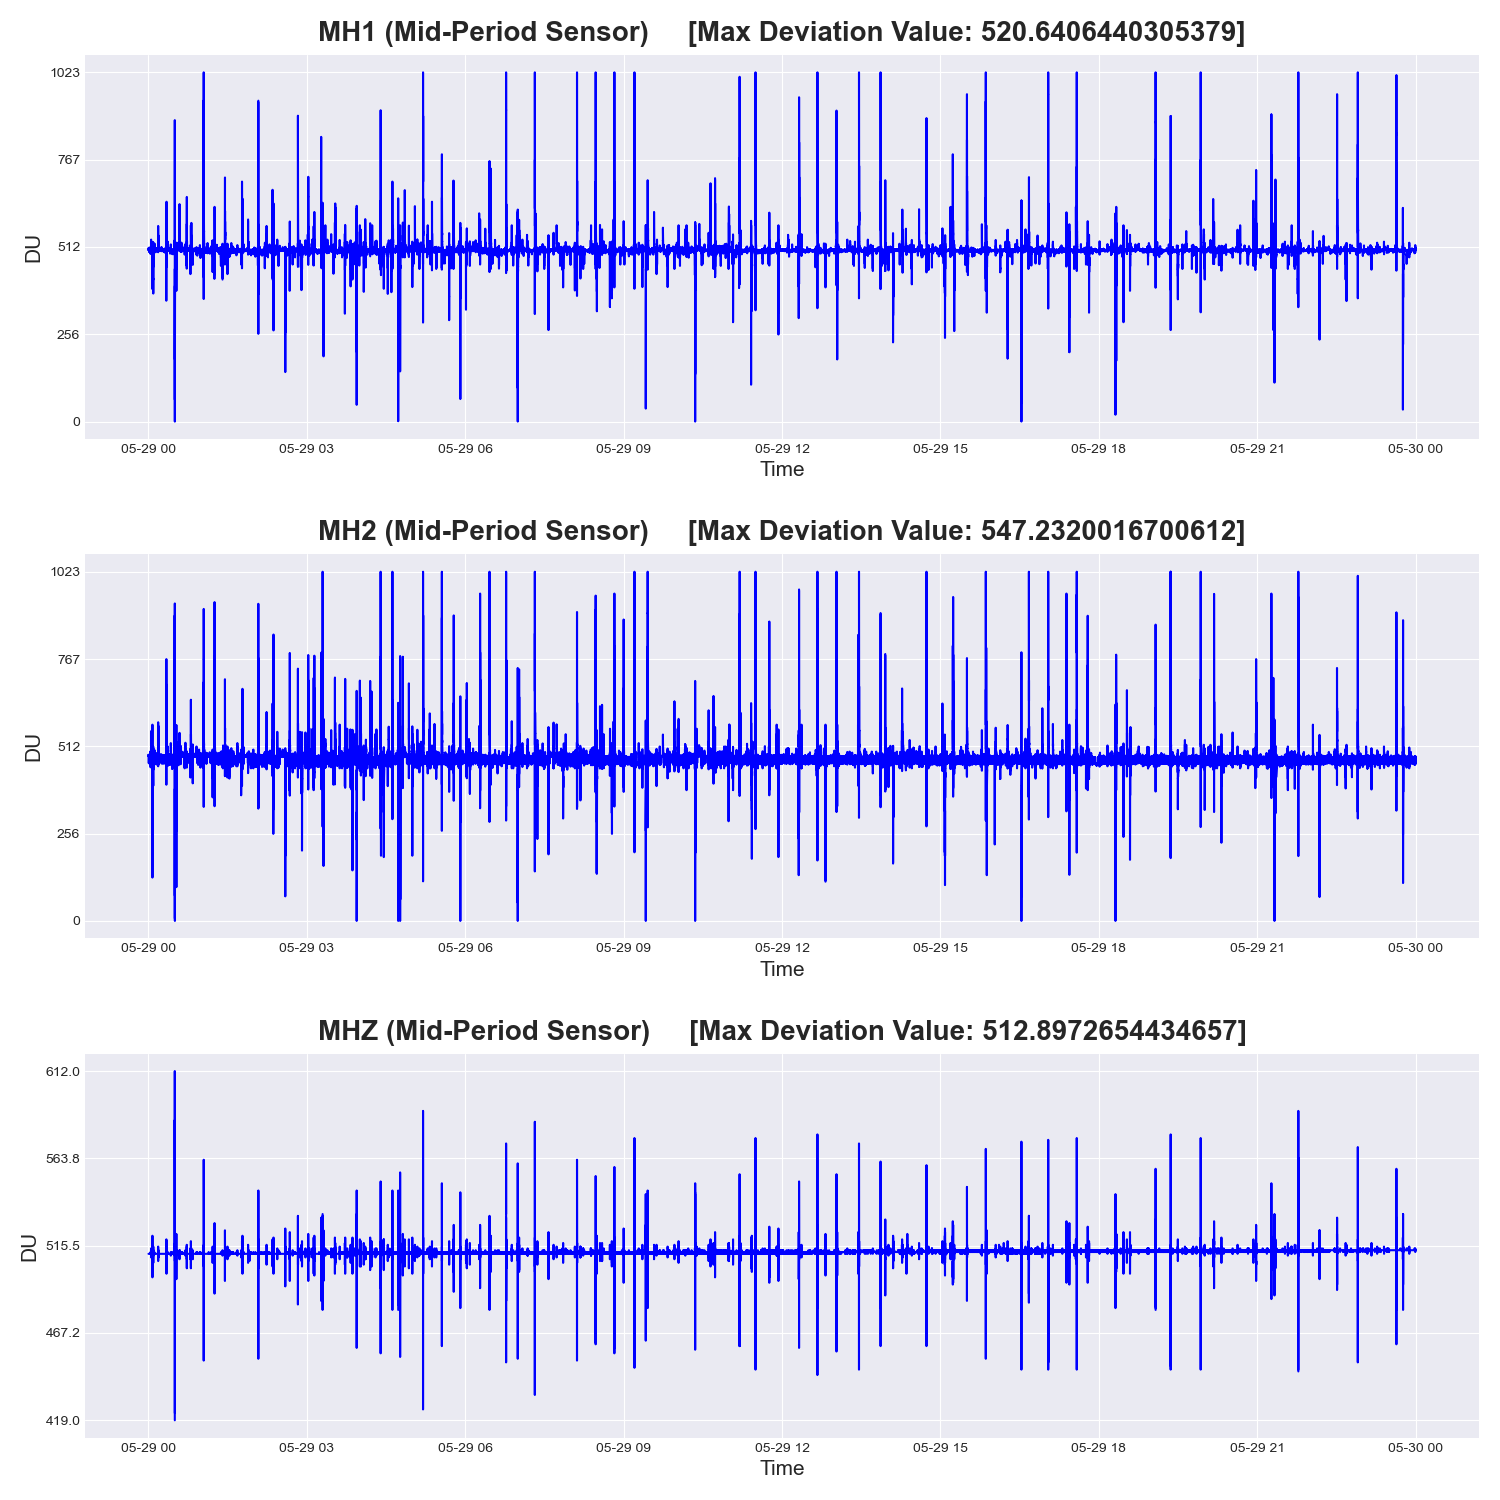 MH1 (Mid-Period Sensor) [Max Deviation Value: 520.6406440305379]
1023
767
512
256
0
DU
05-29 00 05-29 03 05-29 06 05-29 09 05-29 12 05-29 15 05-29 18 05-29 21 05-30 00
Time
MH2 (Mid-Period Sensor) [Max Deviation Value: 547.2320016700612]
1023
767
512
256
0
DU
05-29 00 05-29 03 05-29 06 05-29 09 05-29 12 05-29 15 05-29 18 05-29 21 05-30 00
Time
MHZ (Mid-Period Sensor) [Max Deviation Value: 512.8972654434657]
612.0
563.8
515.5
467.2
419.0
DU
05-29 00 05-29 03 05-29 06 05-29 09 05-29 12 05-29 15 05-29 18 05-29 21 05-30 00
Time